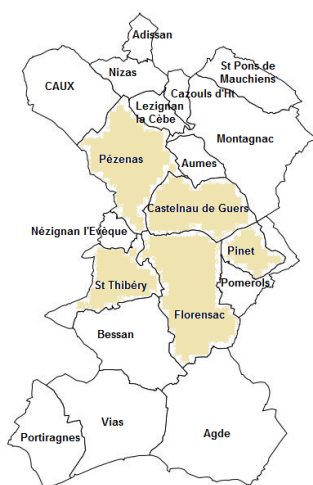 Adissan
Nizas
St Pons de
Mauchiens
CAUX
Cazouls d'Ht
Lezignan
la Cèbe
Montagnac
Pézenas
Aumes
Castelnau de Guers
Nézignan l'Evèque
Pinet
St Thibéry
Pomerols
Florensac
Bessan
Vias
Agde
Portiragnes